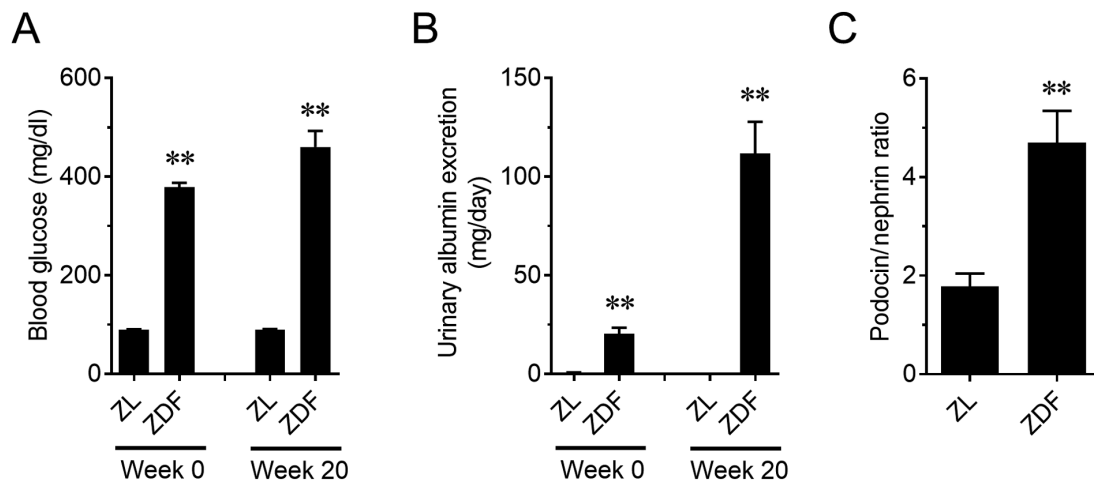 A
Blood glucose (mg/dl)
600
400
200
0
**
**
ZL
ZDF
ZL
ZDF
Week 0
Week 20
B
Urinary albumin excretion
(mg/day)
150
100
50
0
**
**
ZL
ZDF
ZL
ZDF
Week 0
Week 20
C
Podocin/nephrin ratio
6
4
2
0
**
ZL
ZDF